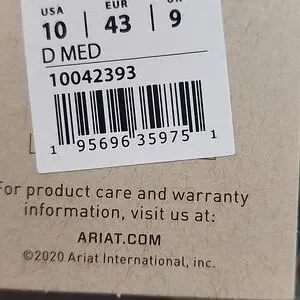 USA EUR
10 | 43 | 9
D MED
10042393
1 95696 35975 1
For product care and warranty
information, visit us at:
ARIAT.COM
©2020 Ariat International, inc.